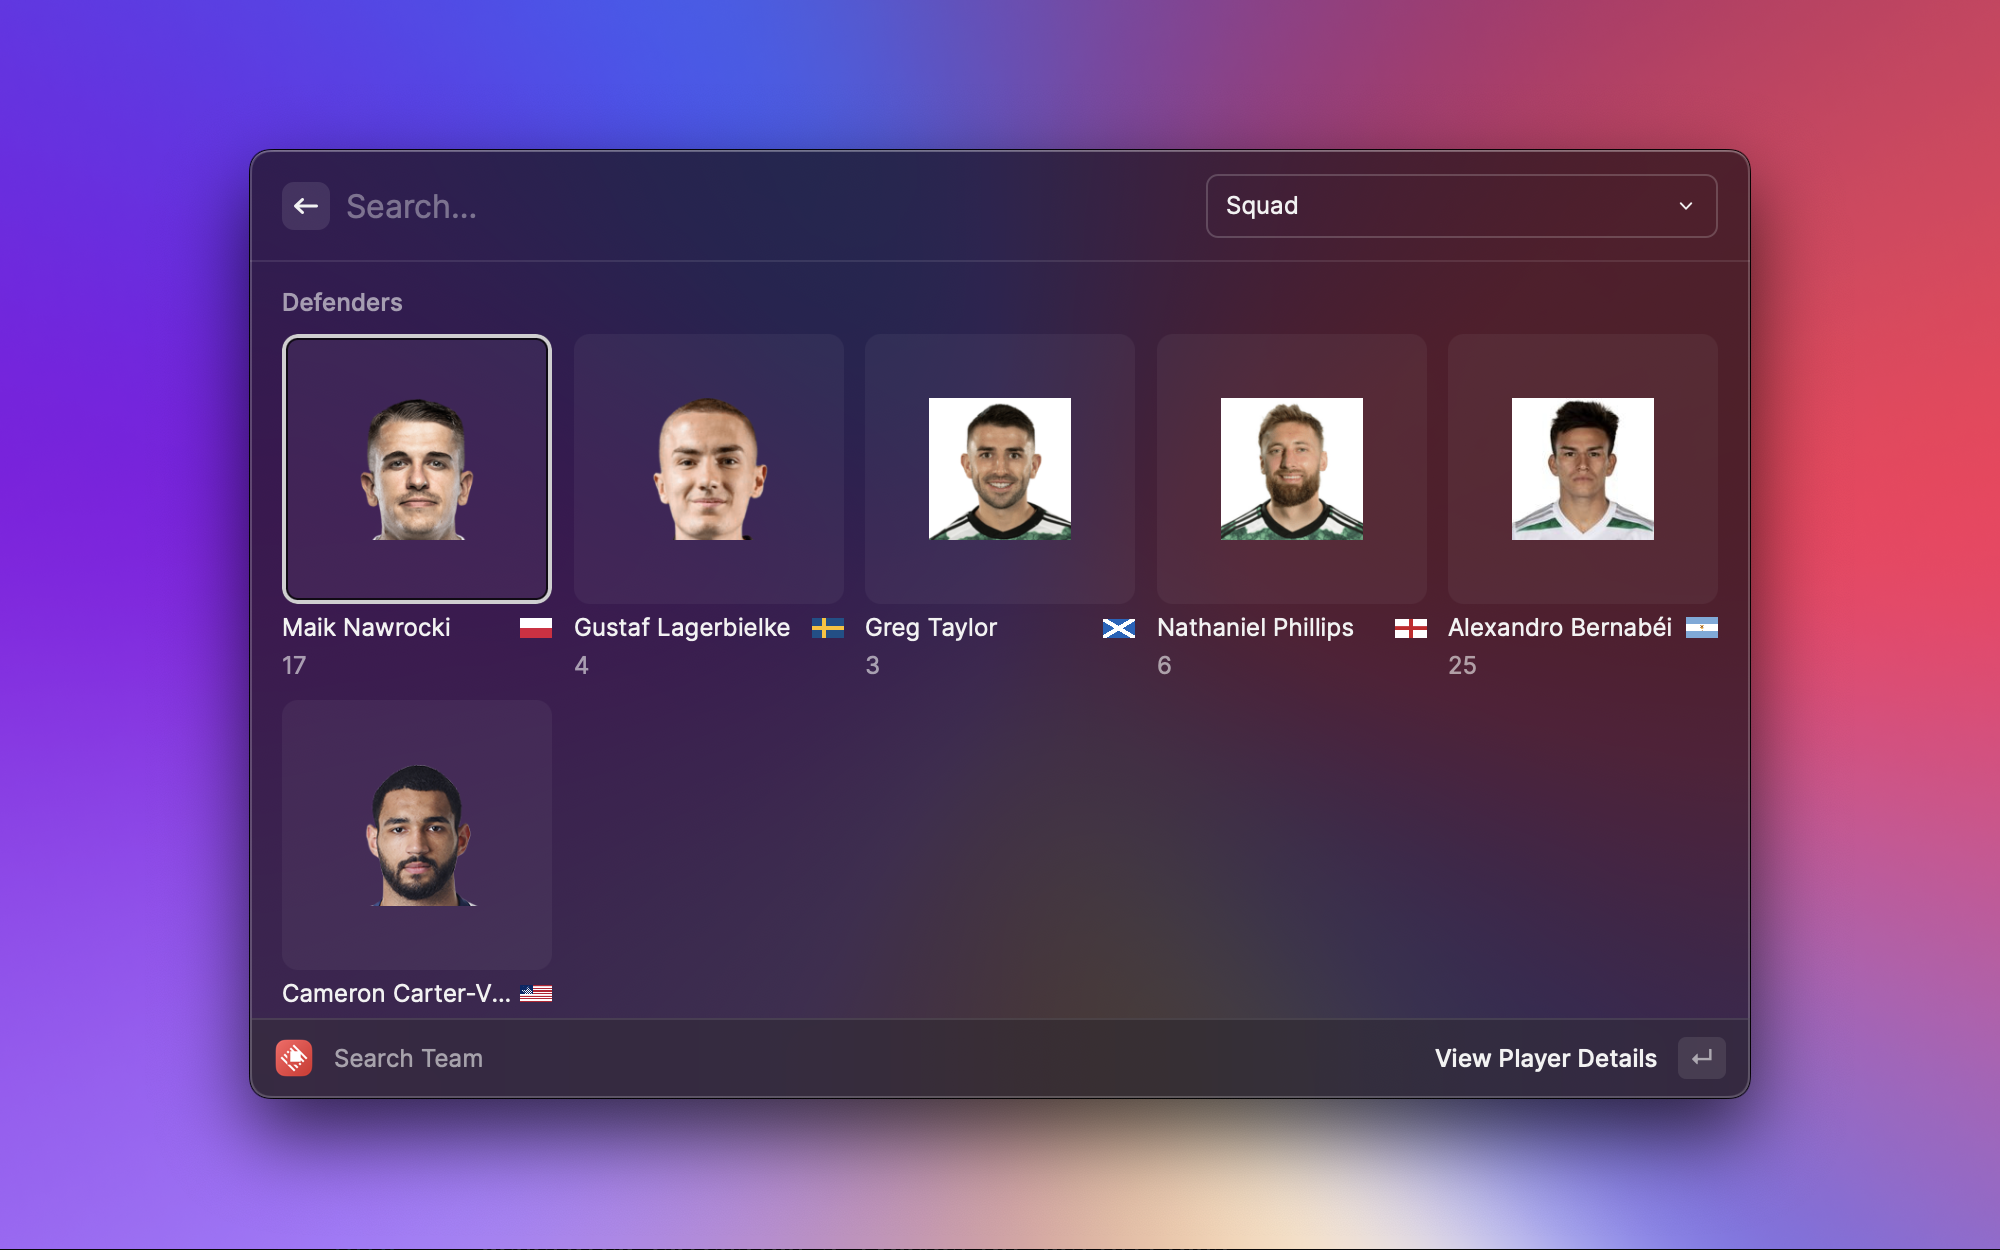 Search...
Squad
Defenders
Maik Nawrocki
17
Gustaf Lagerbielke
4
Greg Taylor
3
Nathaniel Phillips
6
Alexandro Bernabéi
25
Cameron Carter-V...
Search Team
View Player Details